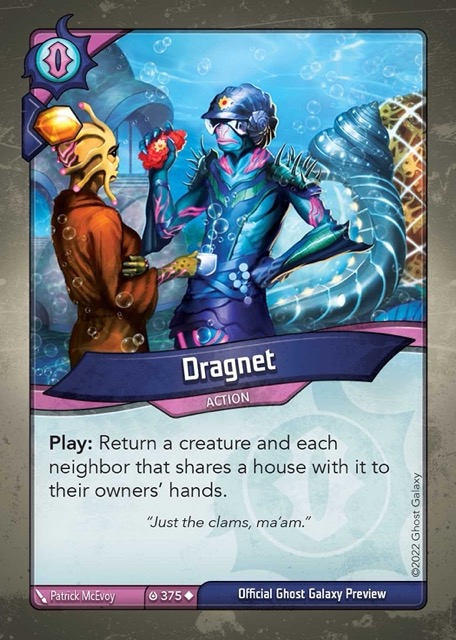 Dragnet
ACTION
Play: Return a creature and each
neighbor that shares a house with it to
their owners' hands.
"Just the clams, ma'am."
©2022 Ghost Galaxy
Patrick McEvoy
375
Official Ghost Galaxy Preview